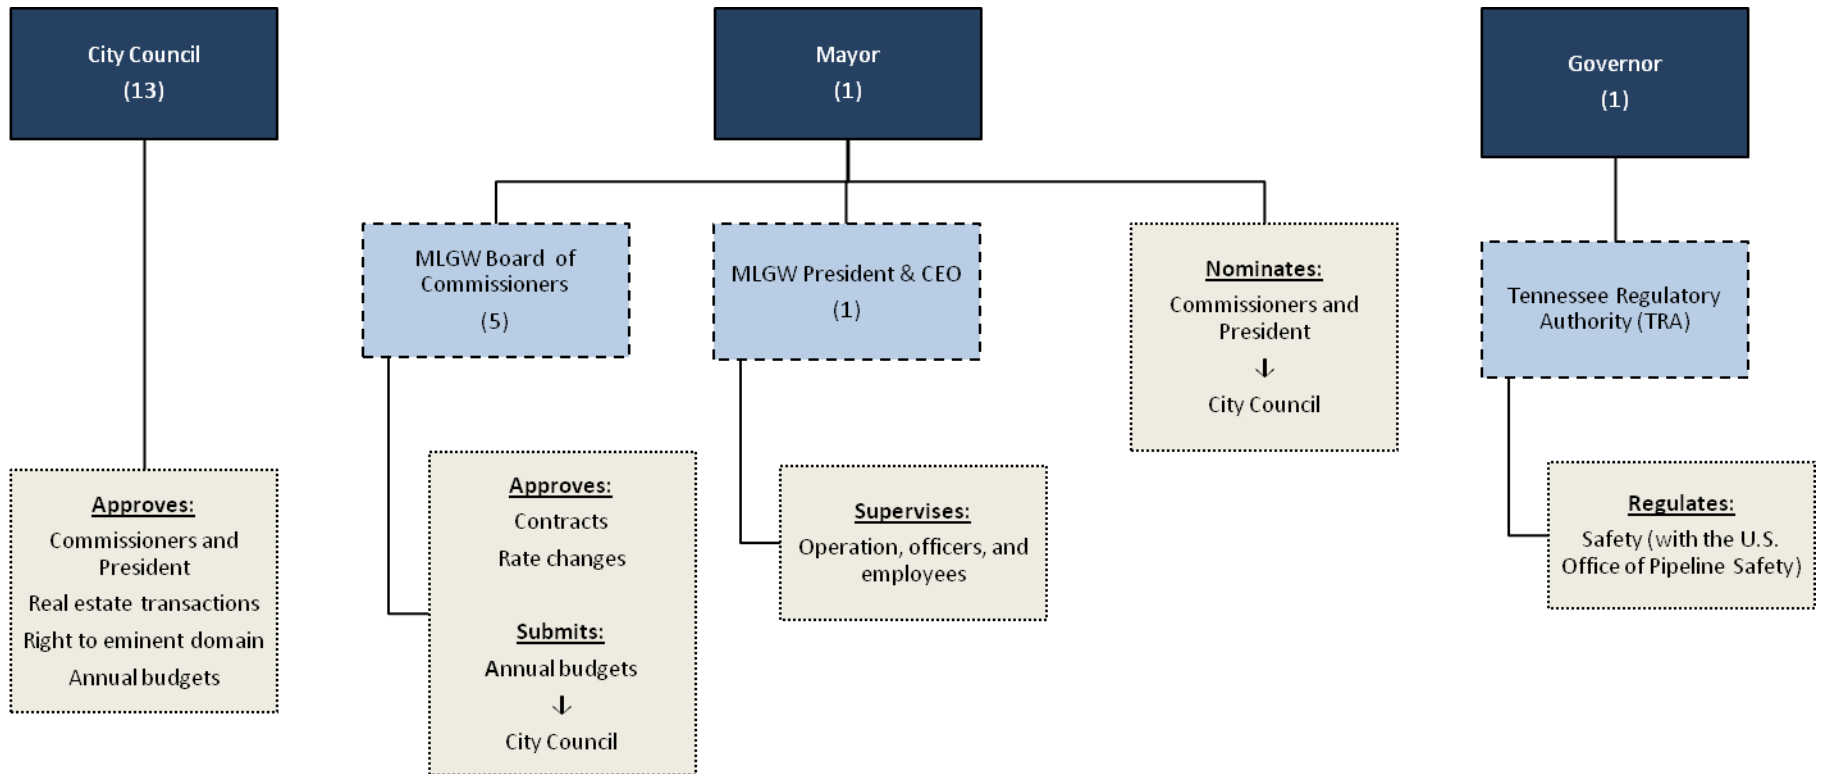 City Council
(13)
Mayor
(1)
Governor
(1)
MLGW Board of
Commissioners
(5)
MLGW President & CEO
(1)
Nominates:
Commissioners and
President
↓
City Council
Tennessee Regulatory
Authority (TRA)
Approves:
Commissioners and
President
Real estate transactions
Right to eminent domain
Annual budgets
Approves:
Contracts
Rate changes
Submits:
Annual budgets
↓
City Council
Supervises:
Operation, officers, and
employees
Regulates:
Safety (with the U.S.
Office of Pipeline Safety)